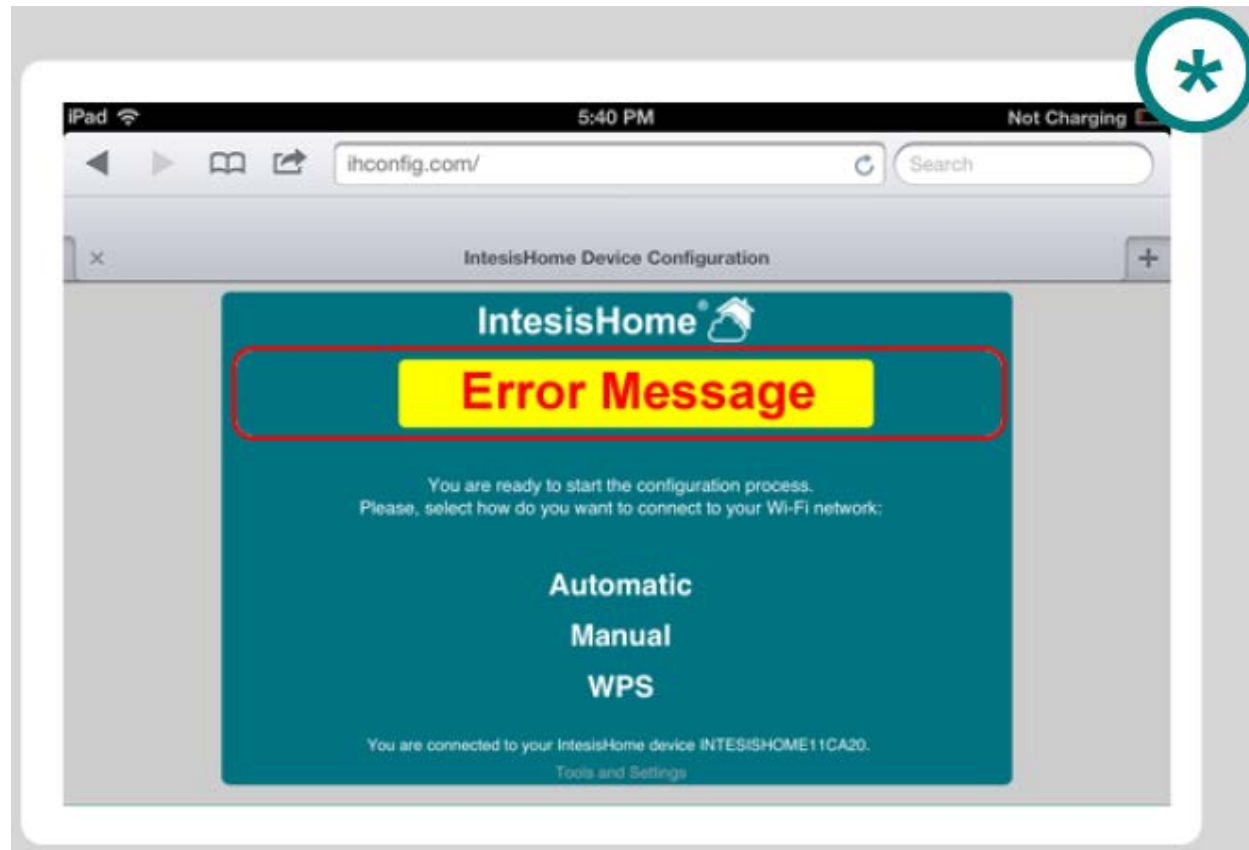 *
iPad 5:40 PM Not Charging
ihconfig.com/ Search
× IntesisHome Device Configuration +
IntesisHome®
Error Message
You are ready to start the configuration process.
Please, select how do you want to connect to your Wi-Fi network:
Automatic
Manual
WPS
You are connected to your IntesisHome device INTESISHOME11CA20.
Tools and Settings